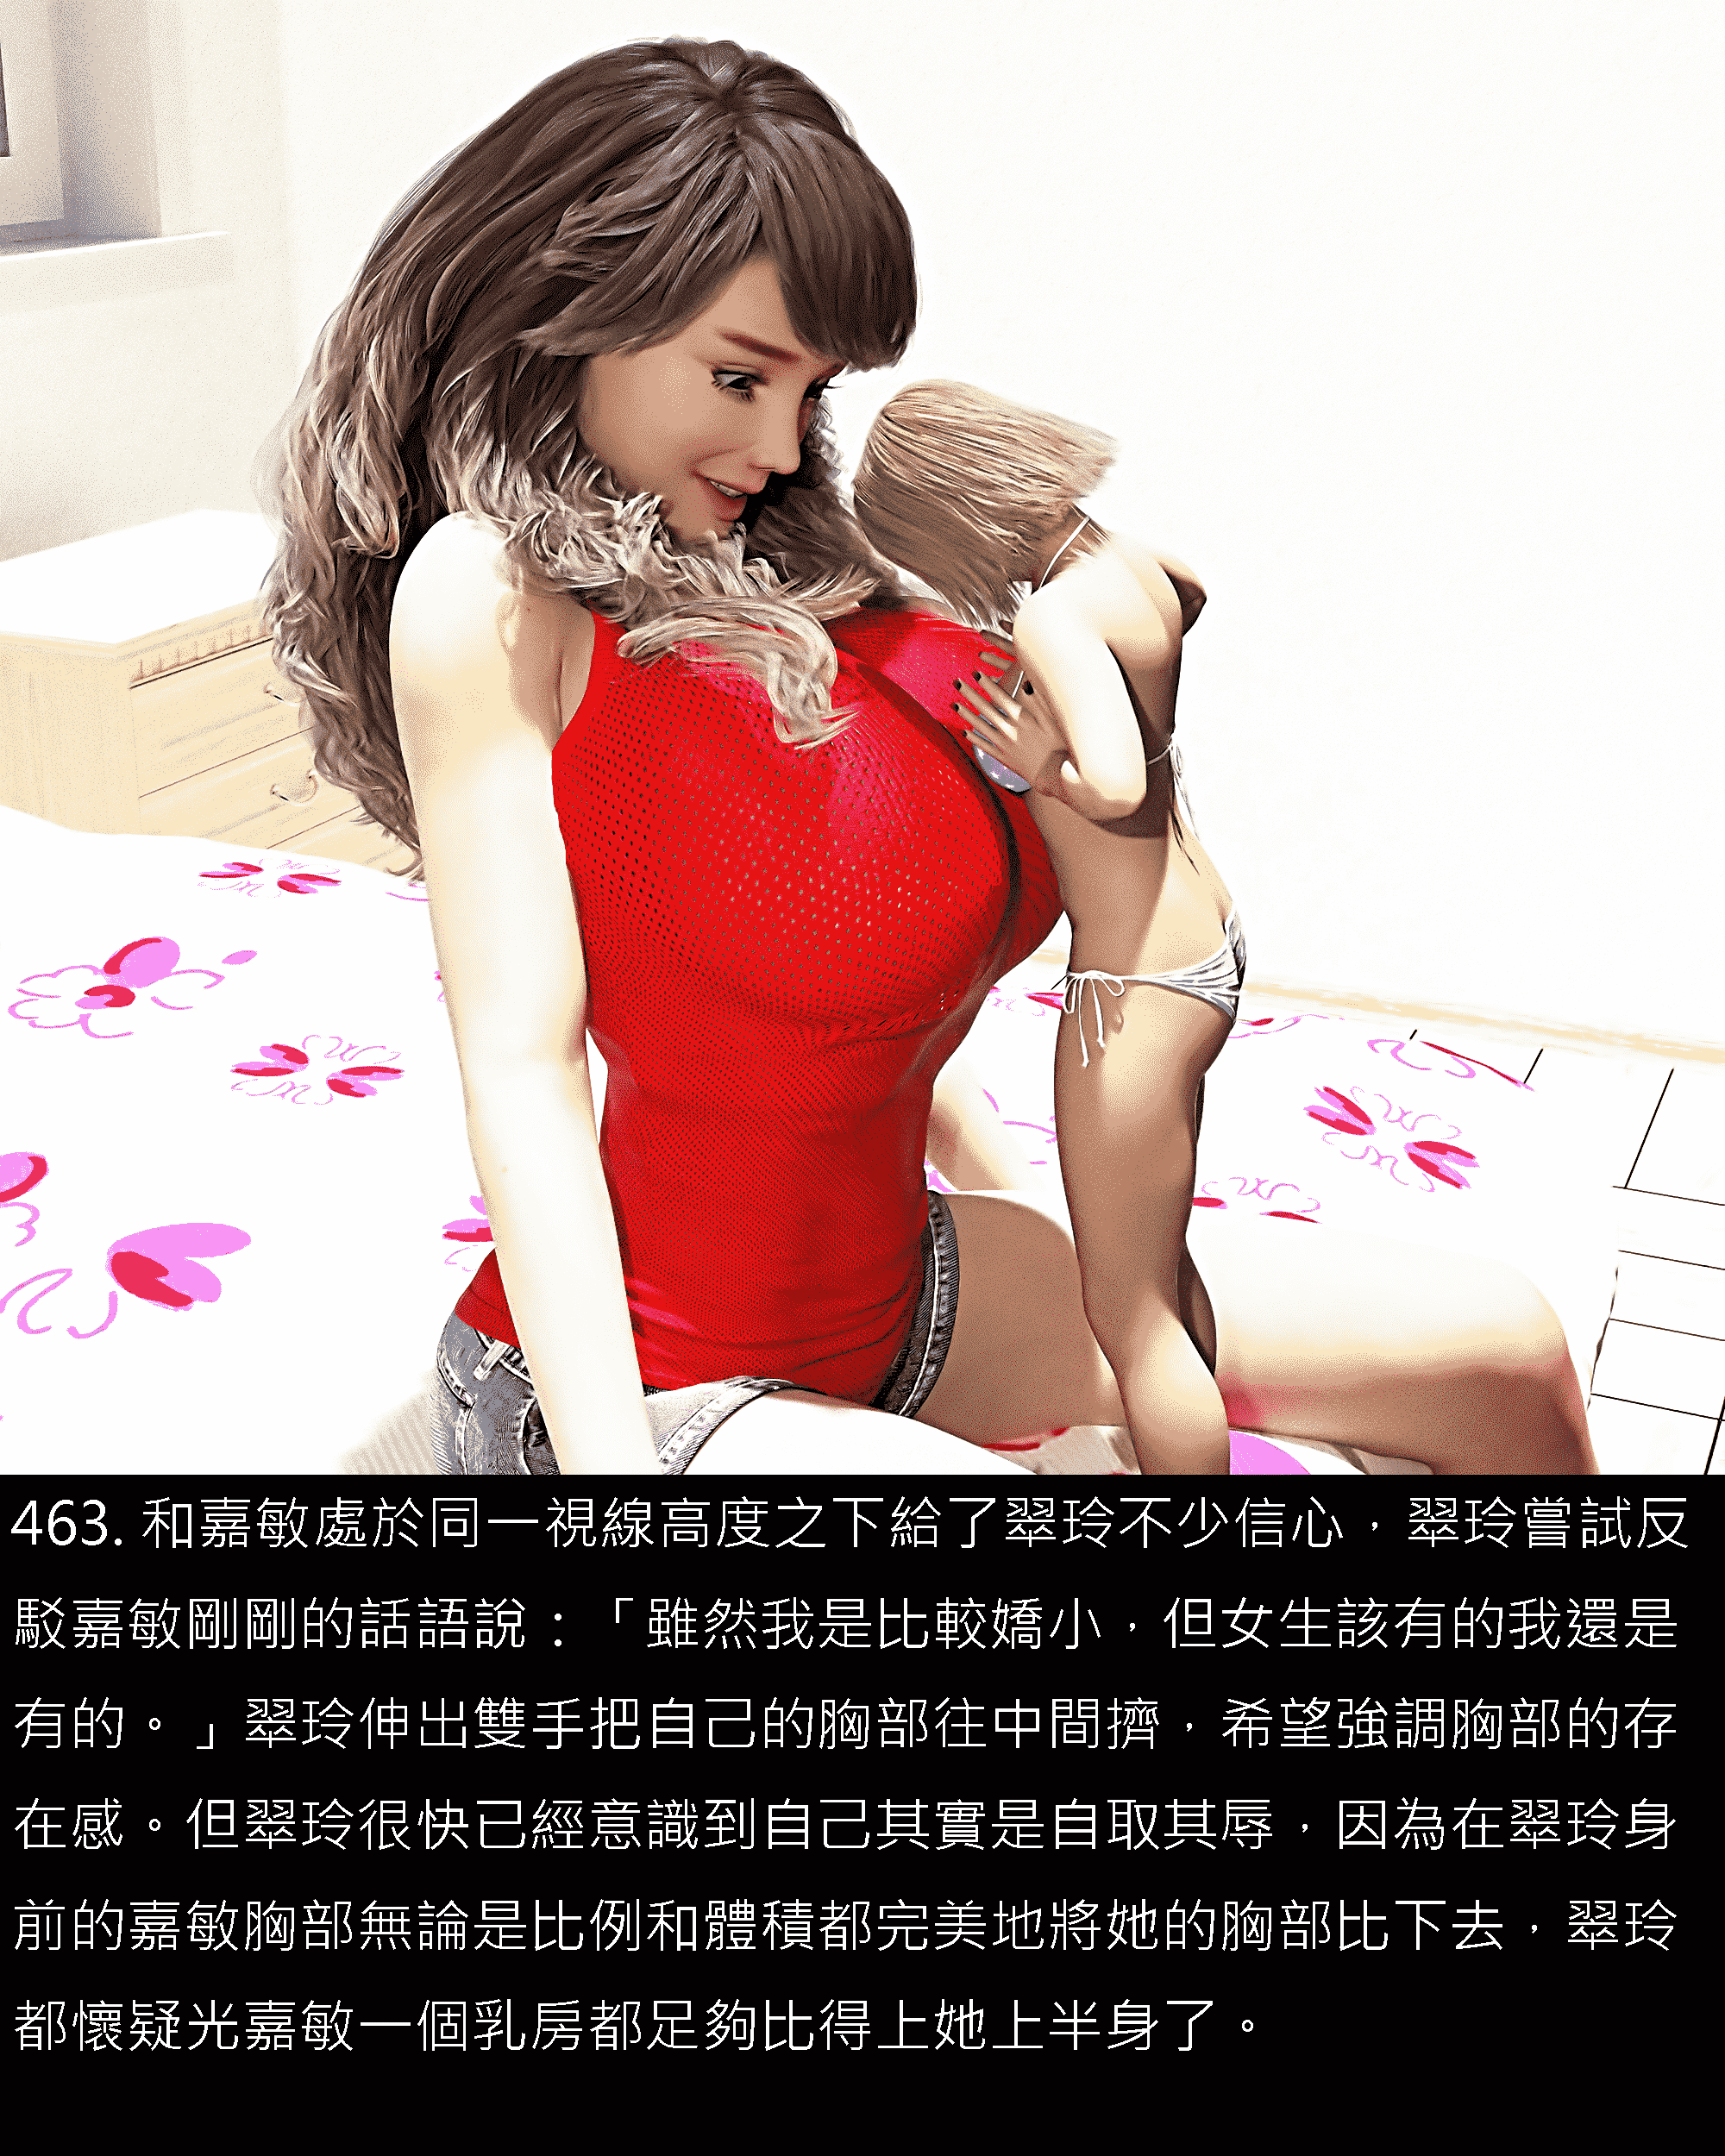 463. 和嘉敏處於同一視線高度之下給了翠玲不少信心，翠玲嘗試反
駁嘉敏剛剛的話語說：「雖然我是比較嬌小，但女生該有的我還是
有的。」翠玲伸出雙手把自己的胸部往中間擠，希望強調胸部的存
在感。但翠玲很快已經意識到自己其實是自取其辱，因為在翠玲身
前的嘉敏胸部無論是比例和體積都完美地將她的胸部比下去，翠玲
都懷疑光嘉敏一個乳房都足夠比得上她上半身了。